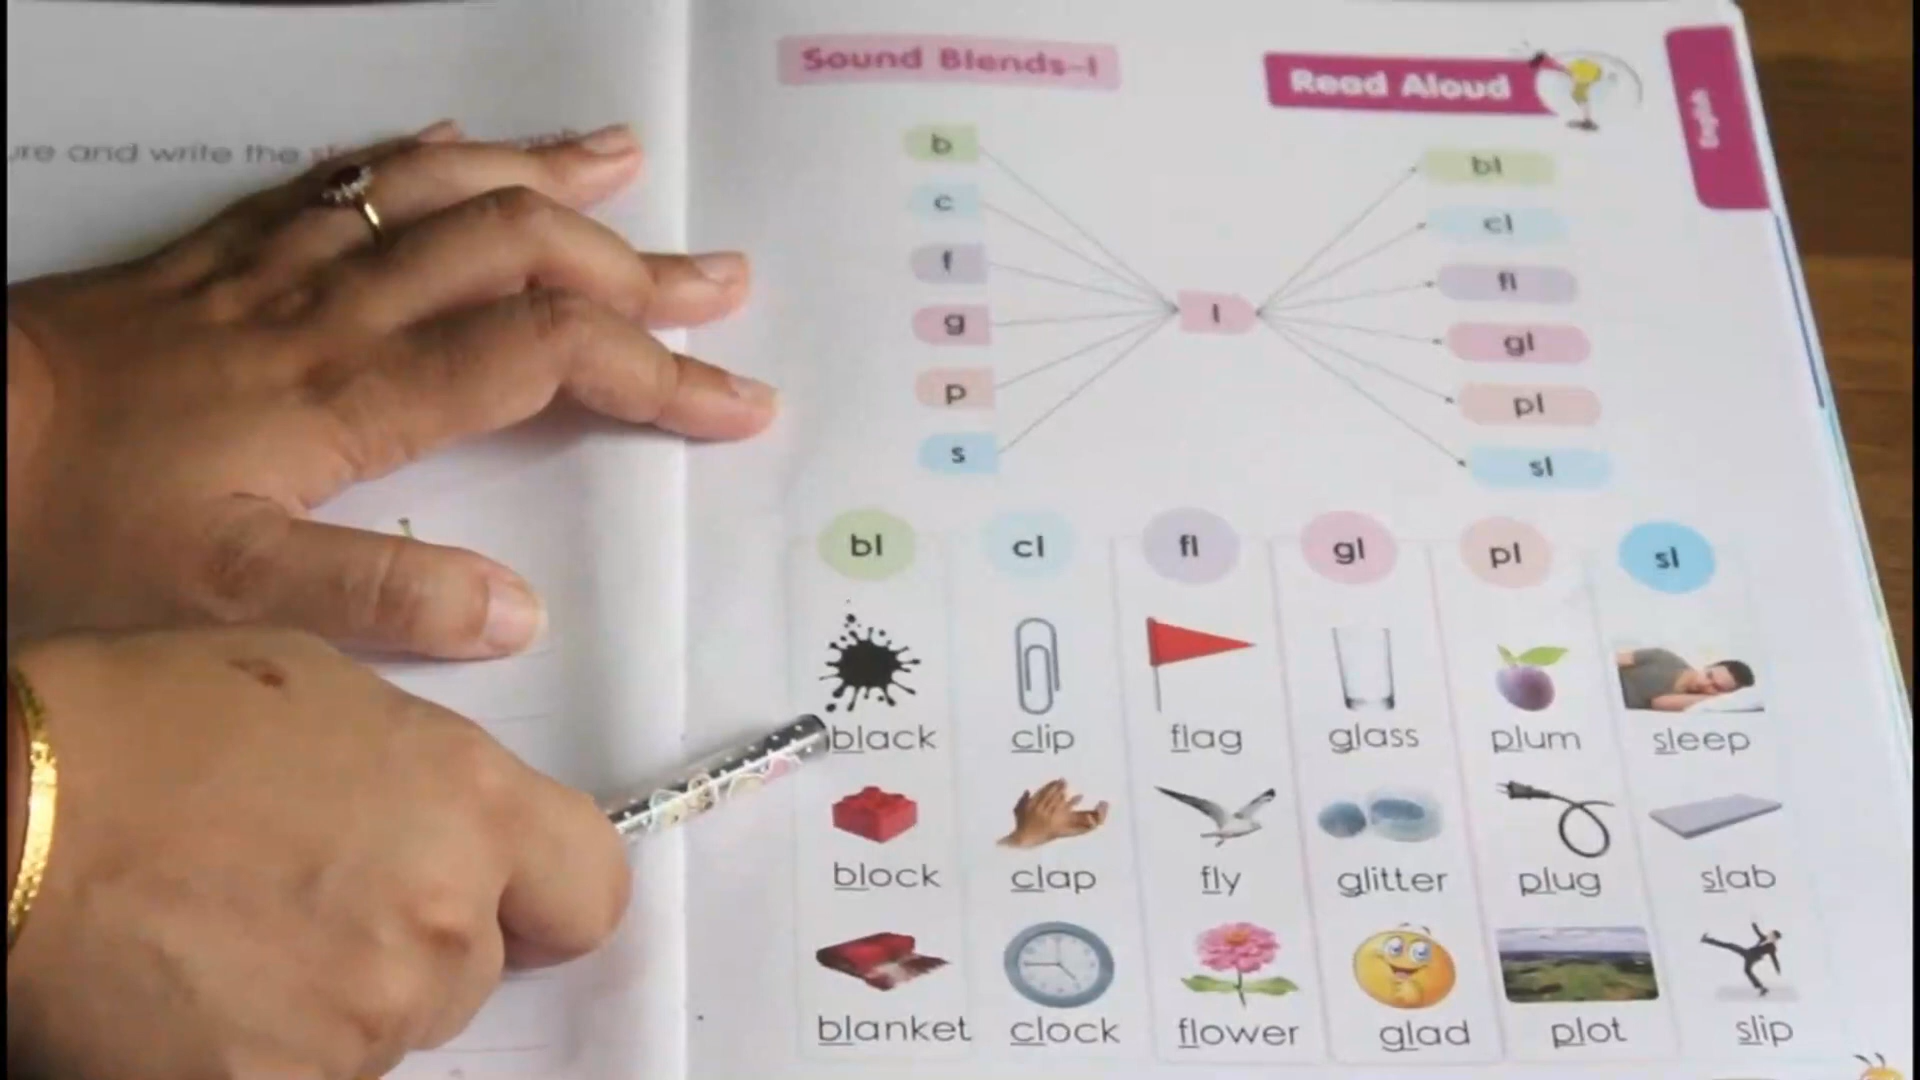 ure and write the
Sound Blends-l
Read Aloud
English
b
c
f
g
p
s
l
bl
cl
fl
gl
pl
sl
bl cl fl gl pl sl
black clip flag glass plum sleep
block clap fly glitter plug slab
blanket clock flower glad plot slip